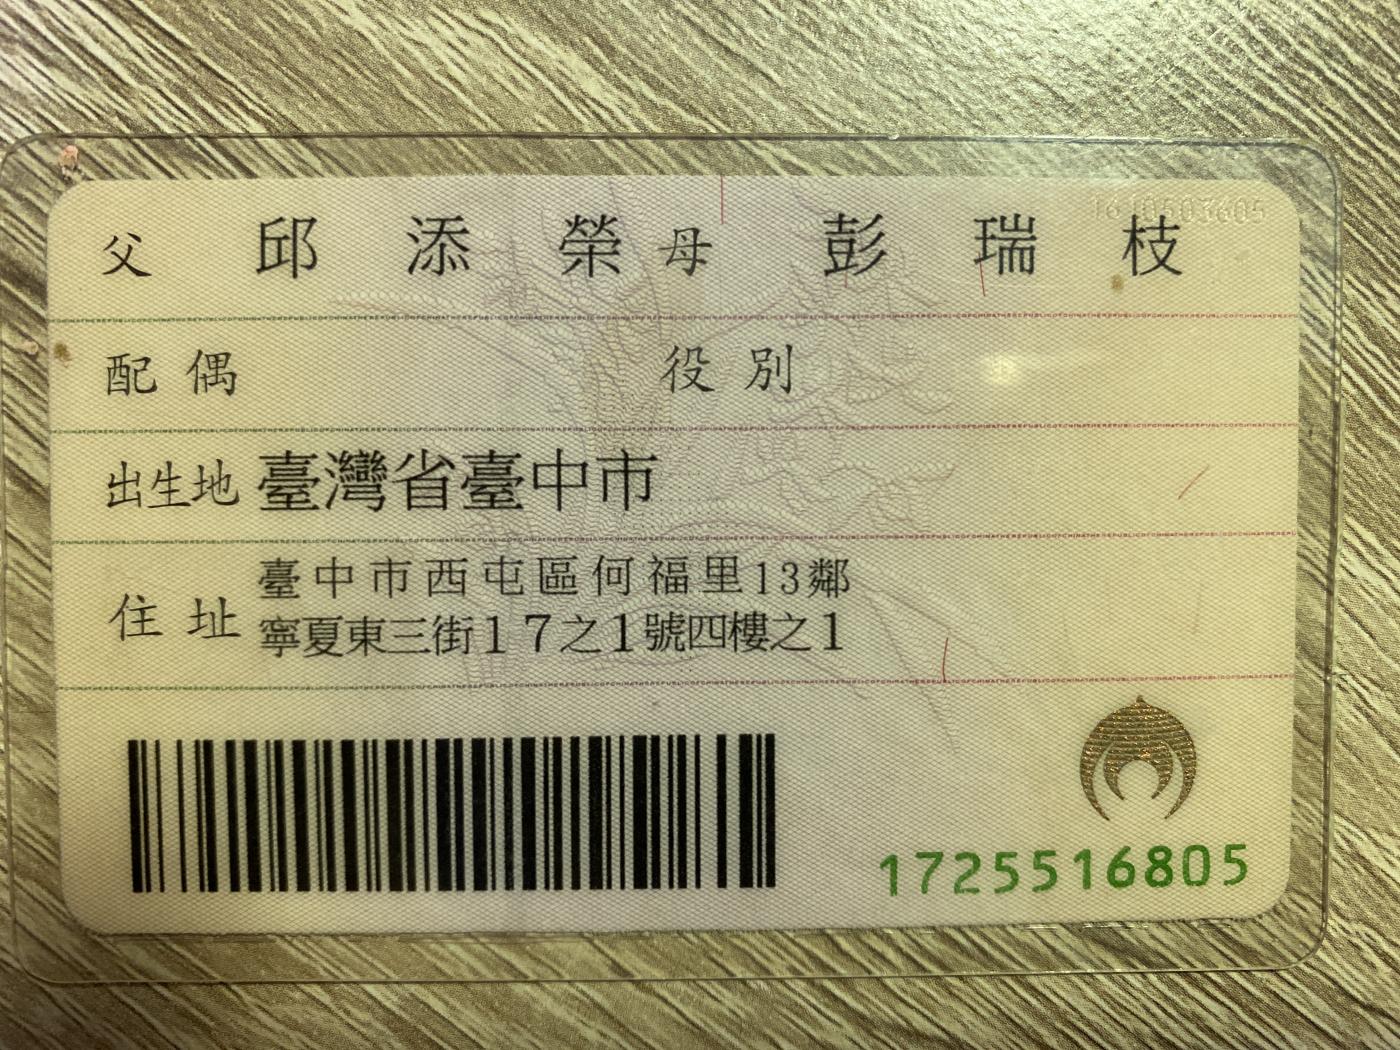 父 邱添榮 母 彭瑞枝
配偶 役別
出生地 臺灣省臺中市
住址 臺中市西屯區何福里13鄰
寧夏東三街17之1號四樓之1
1725516805